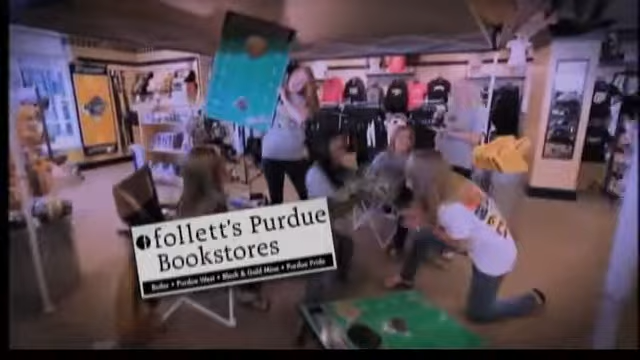 follett's Purdue
Bookstores
Boiler • Purdue West • Black & Gold Mine • Purdue Pride